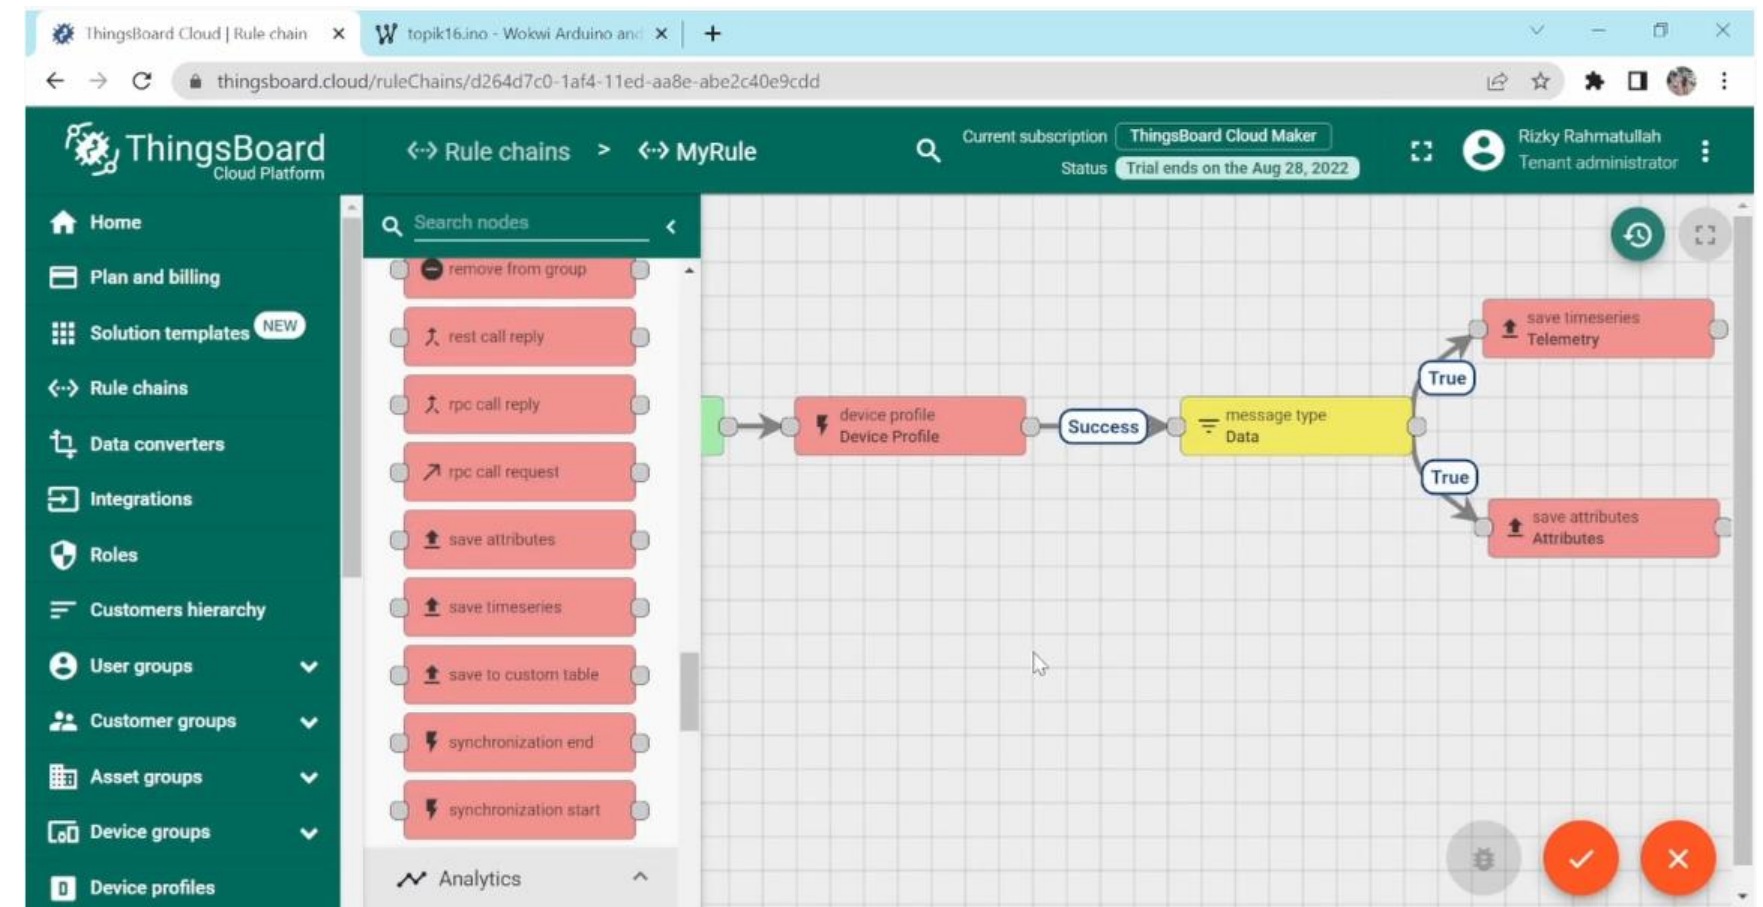 ThingsBoard Cloud | Rule chain
topik16.ino - Wokwi Arduino and
thingsboard.cloud/ruleChains/d264d7c0-1af4-11ed-aa8e-abe2c40e9cdd
ThingsBoard
Cloud Platform
Rule chains > MyRule
Current subscription ThingsBoard Cloud Maker
Status Trial ends on the Aug 28, 2022
Rizky Rahmatullah
Tenant administrator
Home
Plan and billing
Solution templates NEW
Rule chains
Data converters
Integrations
Roles
Customers hierarchy
User groups
Customer groups
Asset groups
Device groups
Device profiles
Search nodes
remove from group
rest call reply
rpc call reply
rpc call request
save attributes
save timeseries
save to custom table
synchronization end
synchronization start
Analytics
device profile
Device Profile
Success
message type
Data
True
save timeseries
Telemetry
True
save attributes
Attributes